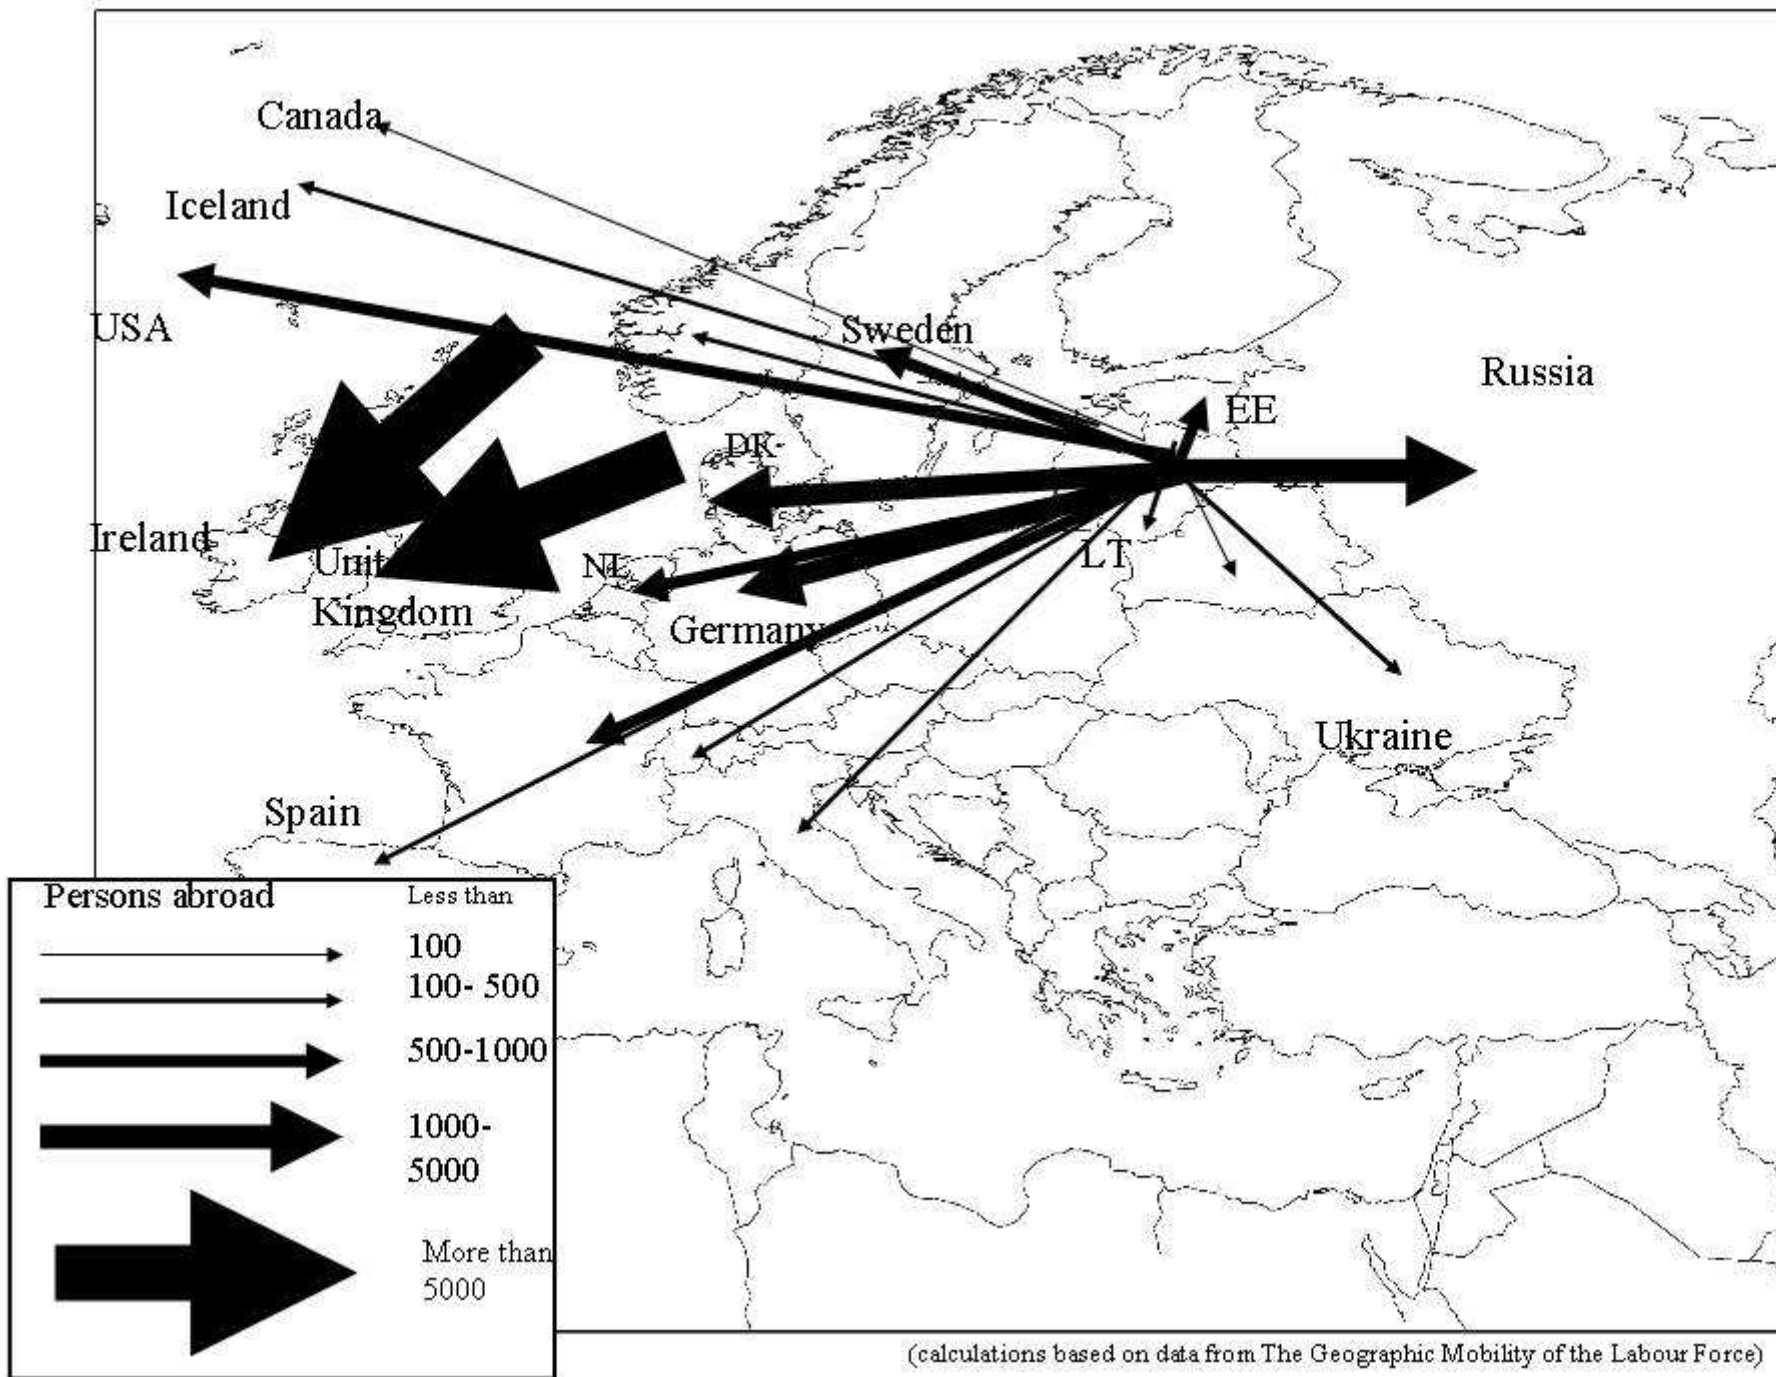 Canada
Iceland
USA
Sweden
Russia
EE
DK
Ireland
Unit
Kingdom
NL
LT
Germany
Ukraine
Spain
Persons abroad
Less than
100
100- 500
500-1000
1000-
5000
More than
5000
(calculations based on data from The Geographic Mobility of the Labour Force)